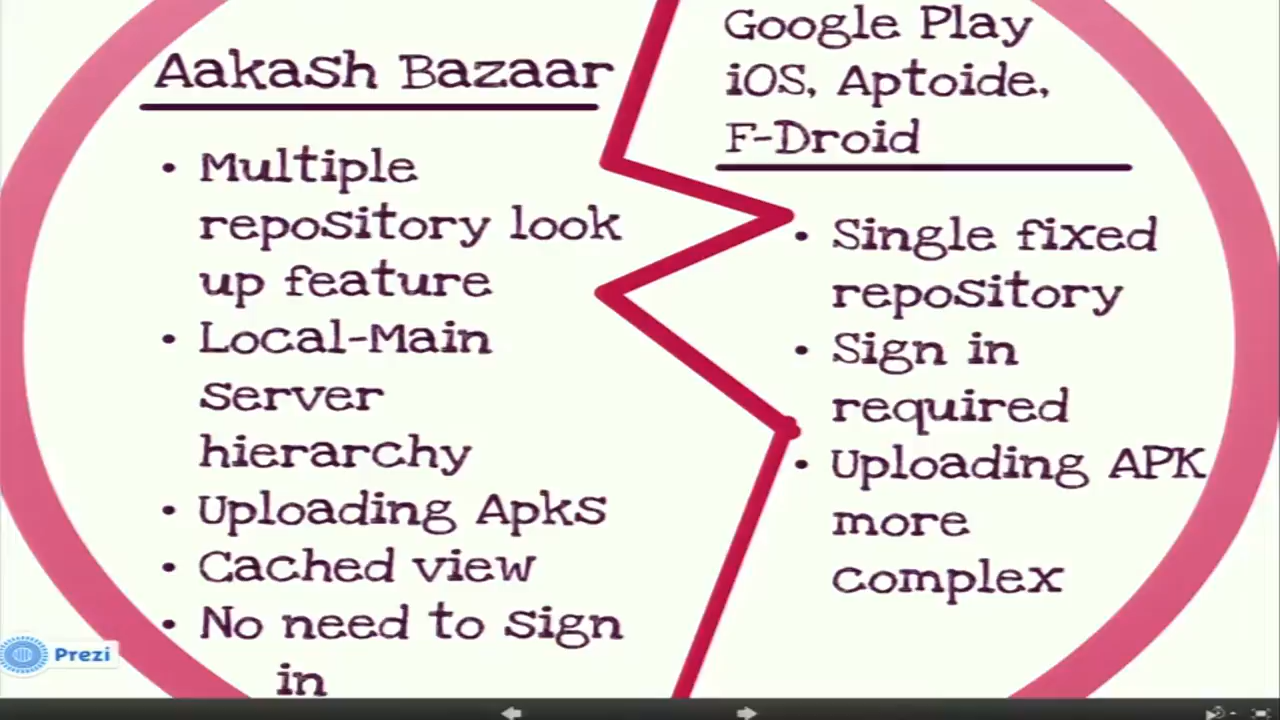 Aakash Bazaar
• Multiple
repository look
up feature
• Local-Main
Server
hierarchy
• Uploading Apks
• Cached view
• No need to sign
in
Google Play
iOS, Aptoide,
F-Droid
• Single fixed
repository
• Sign in
required
• Uploading APK
more
complex
Prezi